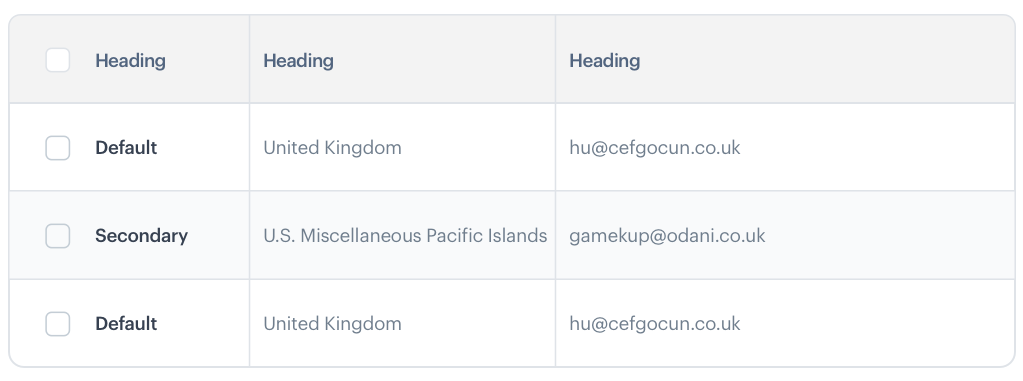 Heading Heading Heading
Default United Kingdom hu@cefgocun.co.uk
Secondary U.S. Miscellaneous Pacific Islands gamekup@odani.co.uk
Default United Kingdom hu@cefgocun.co.uk